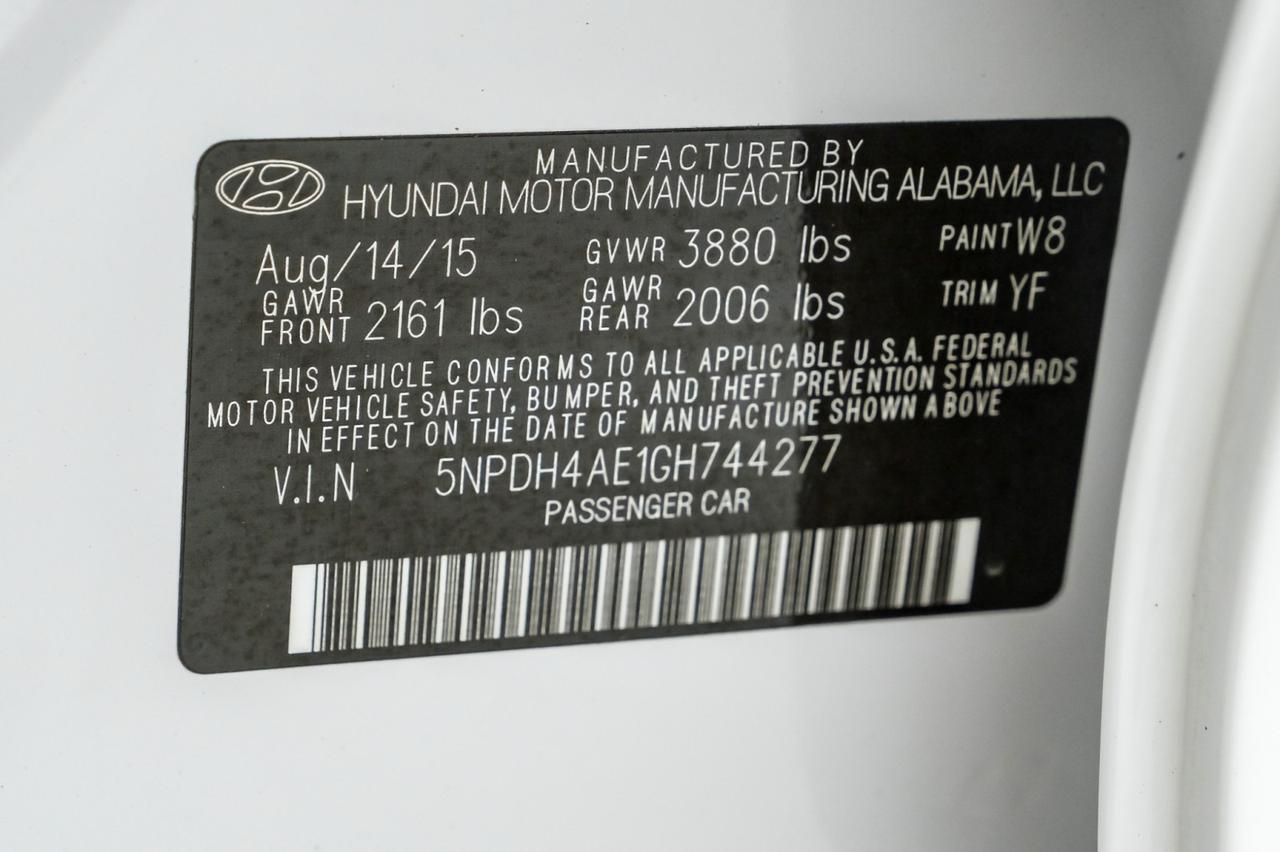 MANUFACTURED BY
HYUNDAI MOTOR MANUFACTURING ALABAMA, LLC
Aug/14/15 GVWR 3880 lbs PAINT W8
GAWR FRONT 2161 lbs GAWR REAR 2006 lbs TRIM YF
THIS VEHICLE CONFORMS TO ALL APPLICABLE U.S.A. FEDERAL
MOTOR VEHICLE SAFETY, BUMPER, AND THEFT PREVENTION STANDARDS
IN EFFECT ON THE DATE OF MANUFACTURE SHOWN ABOVE
V.I.N 5NPDH4AE1GH744277
PASSENGER CAR